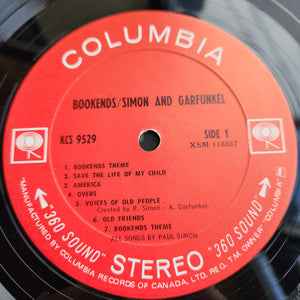 COLUMBIA
BOOKENDS/SIMON AND GARFUNKEL
KCS 9529
SIDE 1
XSM 118887
1. BOOKENDS THEME
2. SAVE THE LIFE OF MY CHILD
3. AMERICA
4. OVERS
5. VOICES OF OLD PEOPLE
-Created by P. Simon - A. Garfunkel-
6. OLD FRIENDS
7. BOOKENDS THEME
ALL SONGS BY PAUL SIMON
"360 SOUND" STEREO "360 SOUND"
"MANUFACTURED BY COLUMBIA RECORDS OF CANADA, LTD. REG. T.M. OWNER" "COLUMBIA"